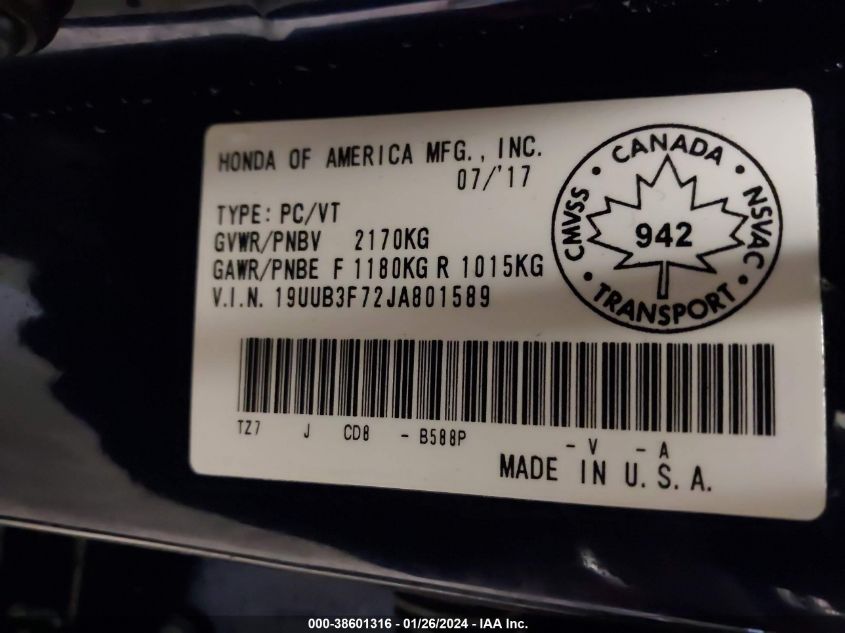 HONDA OF AMERICA MFG., INC.
07/'17
TYPE: PC/VT
GVWR/PNBV 2170KG
GAWR/PNBE F 1180KG R 1015KG
V.I.N. 19UUB3F72JA801589
CANADA
CMVSS
942
NSVAC
TRANSPORT
TZ7 J CD8 - B588P - V - A
MADE IN U.S.A.
000-38601316 - 01/26/2024 - IAA Inc.